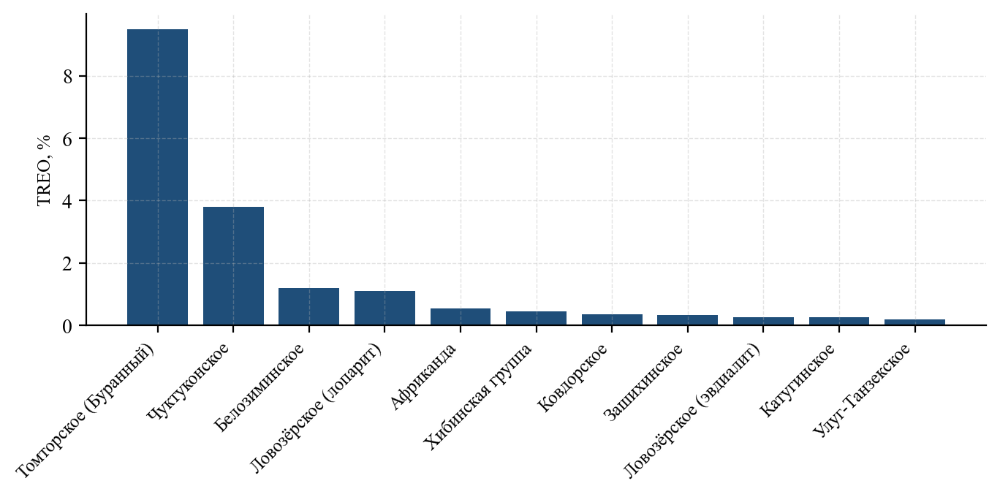 TREO, %
8
6
4
2
0
Томторское (Буранный)
Чуктуконское
Белозиминское
Ловозёрское (лопарит)
Африканда
Хибинская группа
Ковдорское
Зашихинское
Ловозёрское (эвдиалит)
Катугинское
Улуг-Танзекское